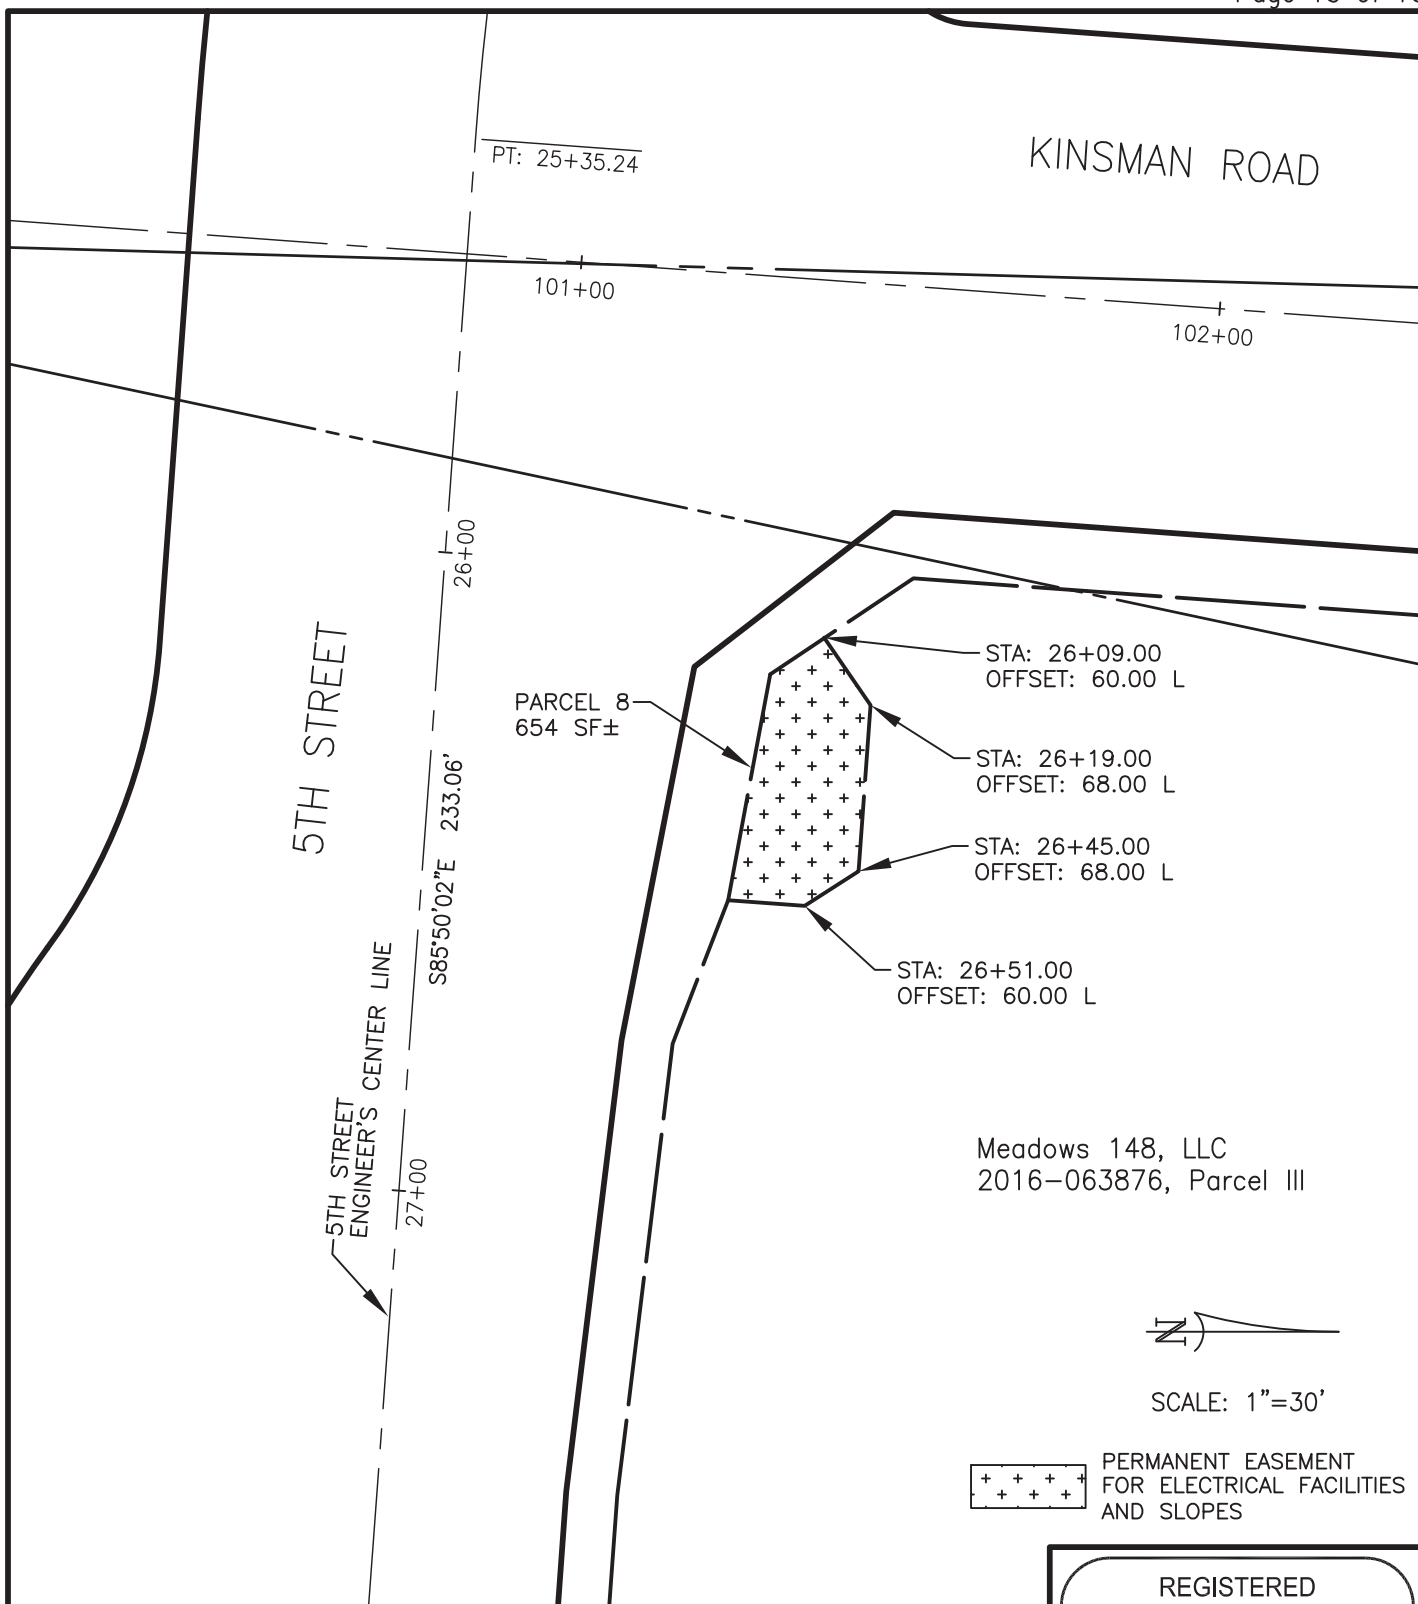 KINSMAN ROAD
PT: 25+35.24
101+00
102+00
26+00
5TH STREET
S85°50'02"E 233.06'
PARCEL 8
654 SF±
STA: 26+09.00
OFFSET: 60.00 L
STA: 26+19.00
OFFSET: 68.00 L
STA: 26+45.00
OFFSET: 68.00 L
STA: 26+51.00
OFFSET: 60.00 L
5TH STREET
ENGINEER'S CENTER LINE
27+00
Meadows 148, LLC
2016-063876, Parcel III
N
SCALE: 1"=30'
PERMANENT EASEMENT
FOR ELECTRICAL FACILITIES
AND SLOPES
REGISTERED